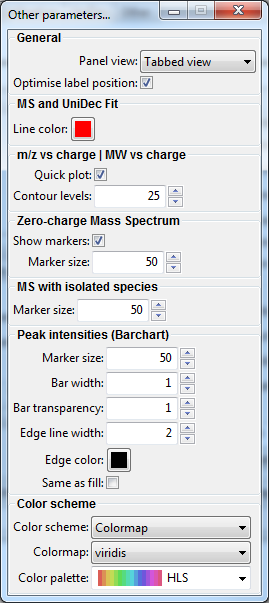 Other parameters...
General
Panel view: Tabbed view
Optimise label position:
MS and UniDec Fit
Line color:
m/z vs charge | MW vs charge
Quick plot:
Contour levels: 25
Zero-charge Mass Spectrum
Show markers:
Marker size: 50
MS with isolated species
Marker size: 50
Peak intensities (Barchart)
Marker size: 50
Bar width: 1
Bar transparency: 1
Edge line width: 2
Edge color:
Same as fill:
Color scheme
Color scheme: Colormap
Colormap: viridis
Color palette: HLS